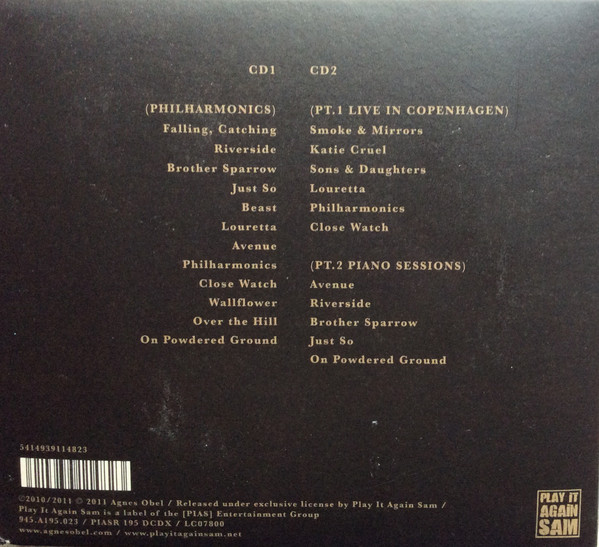 CD1
(PHILHARMONICS)
Falling, Catching
Riverside
Brother Sparrow
Just So
Beast
Louretta
Avenue
Philharmonics
Close Watch
Wallflower
Over the Hill
On Powdered Ground
CD2
(PT.1 LIVE IN COPENHAGEN)
Smoke & Mirrors
Katie Cruel
Sons & Daughters
Louretta
Philharmonics
Close Watch
(PT.2 PIANO SESSIONS)
Avenue
Riverside
Brother Sparrow
Just So
On Powdered Ground
5414939114823
©2010/2011 © 2011 Agnes Obel / Released under exclusive license by Play It Again Sam /
Play It Again Sam is a label of the [PIAS] Entertainment Group
945.A195.023 / PIASR 195 DCDX / LC07800
www.agnesobel.com / www.playitagainsam.net
PLAY IT
AGAIN
SAM